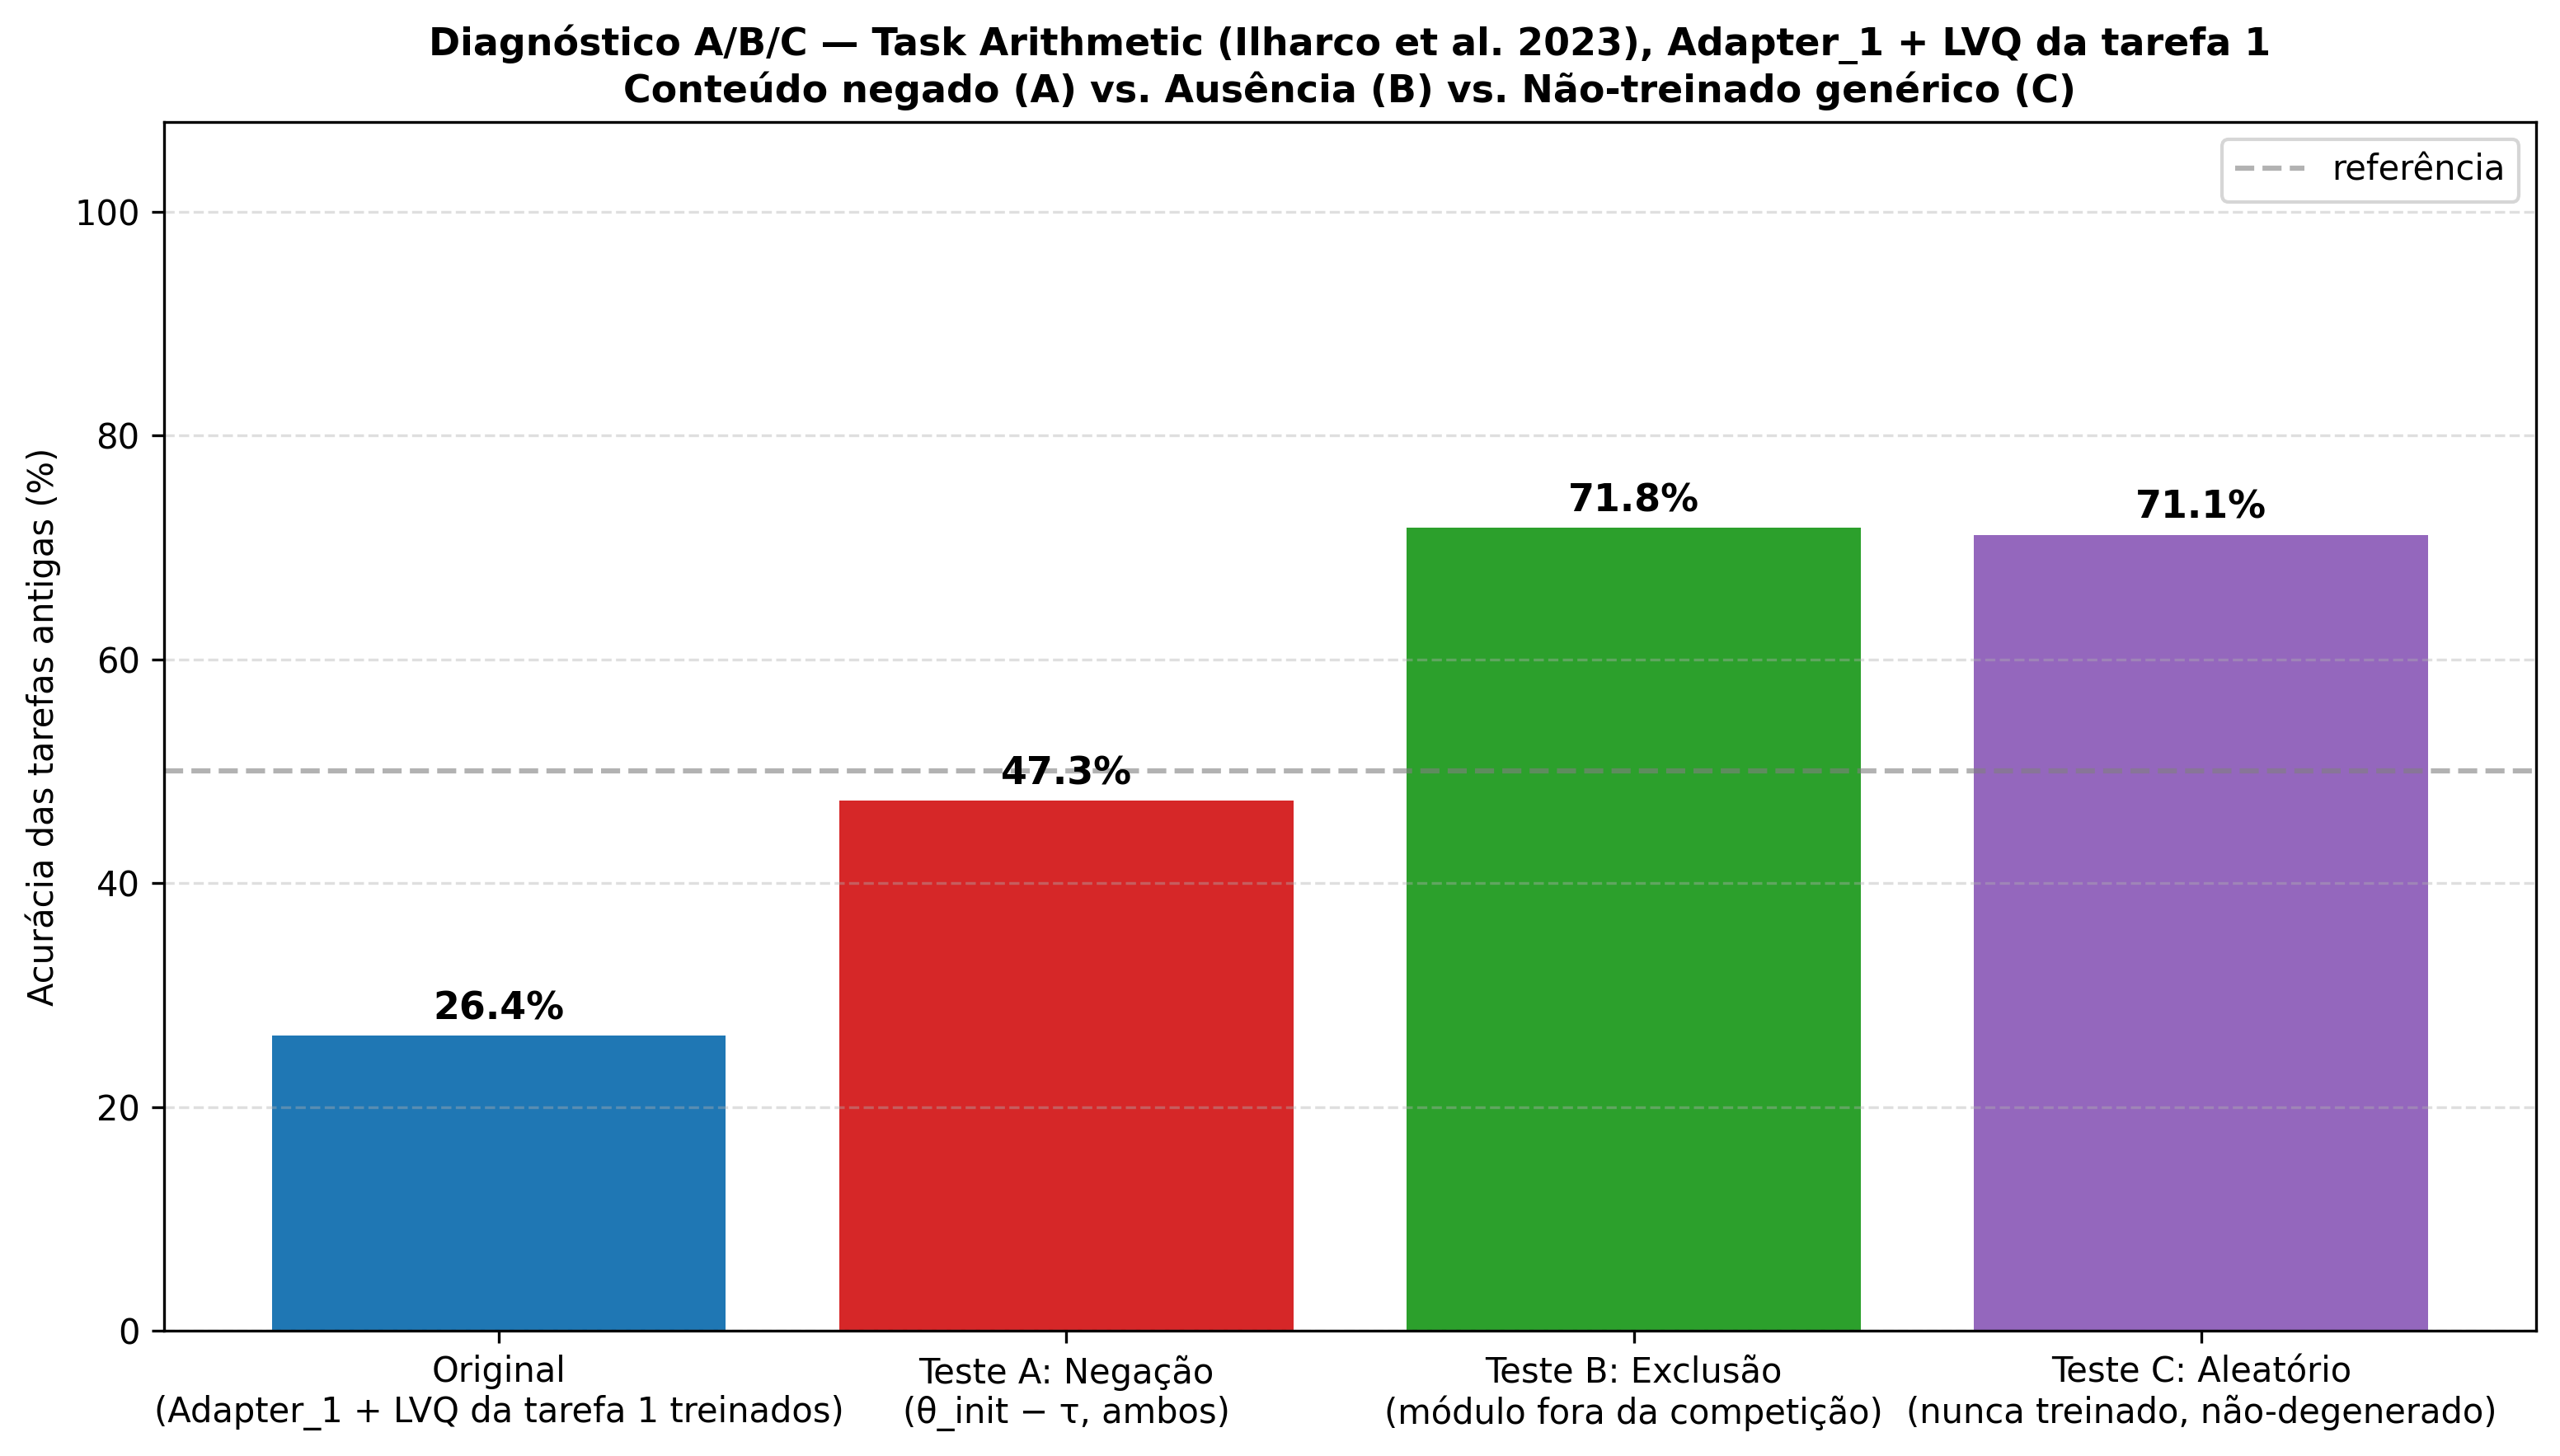 Diagnóstico A/B/C — Task Arithmetic (Ilharco et al. 2023), Adapter_1 + LVQ da tarefa 1
Conteúdo negado (A) vs. Ausência (B) vs. Não-treinado genérico (C)
referência
Acurácia das tarefas antigas (%)
100
80
60
40
20
0
26.4%
47.3%
71.8%
71.1%
Original
(Adapter_1 + LVQ da tarefa 1 treinados)
Teste A: Negação
(θ_init − τ, ambos)
Teste B: Exclusão
(módulo fora da competição)
Teste C: Aleatório
(nunca treinado, não-degenerado)